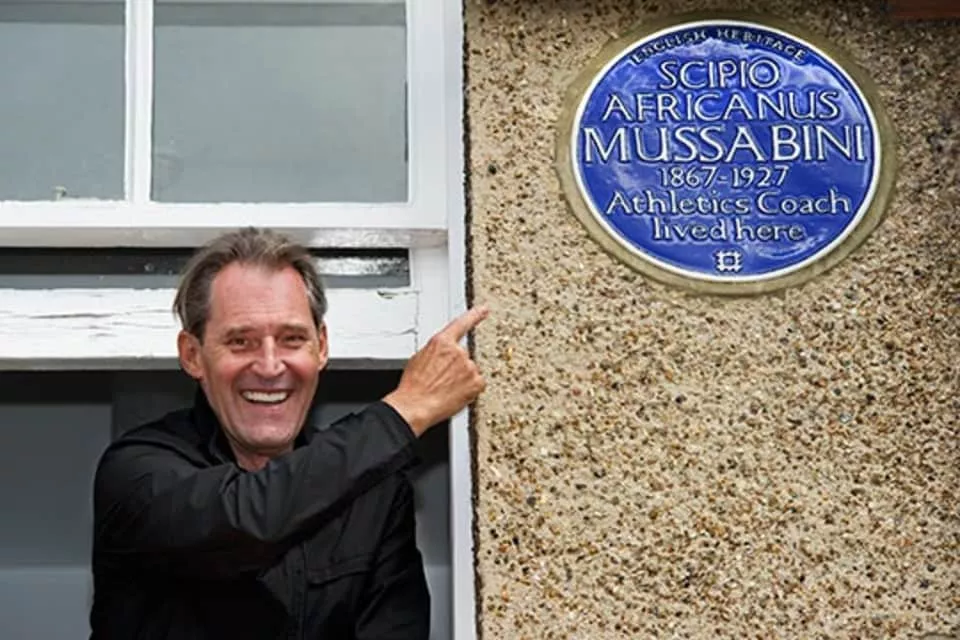 ENGLISH HERITAGE
SCIPIO
AFRICANUS
MUSSABINI
1867-1927
Athletics Coach
lived here